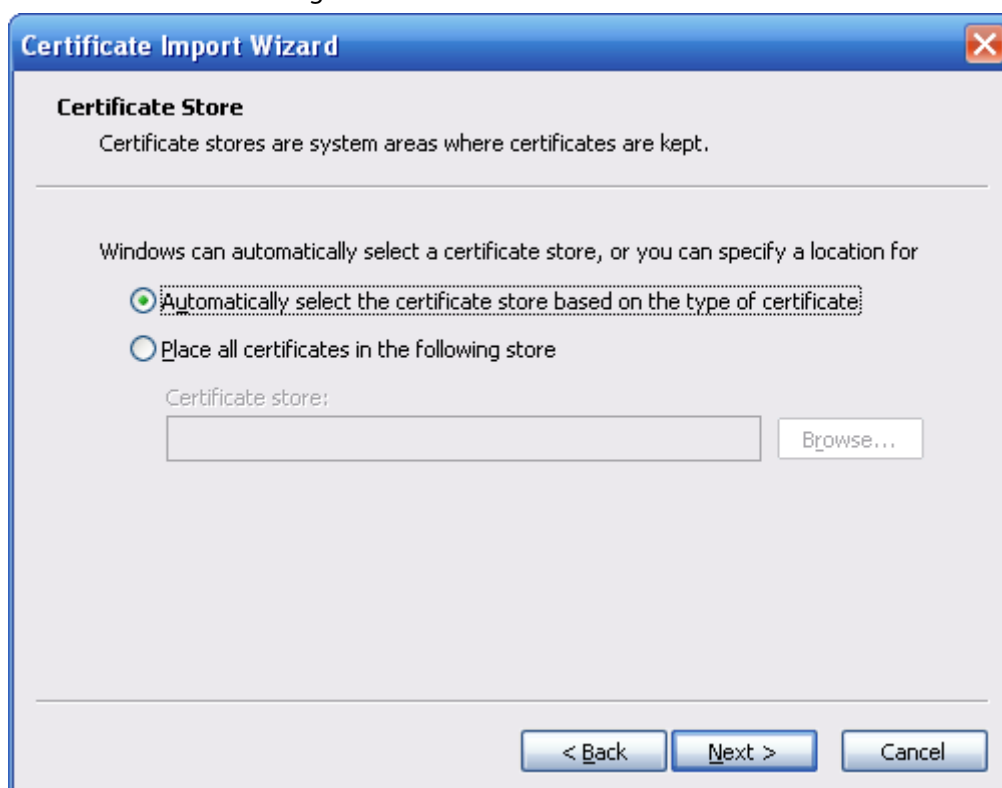 Certificate Import Wizard
Certificate Store
Certificate stores are system areas where certificates are kept.
Windows can automatically select a certificate store, or you can specify a location for
Automatically select the certificate store based on the type of certificate
Place all certificates in the following store
Certificate store:
Browse...
< Back
Next >
Cancel